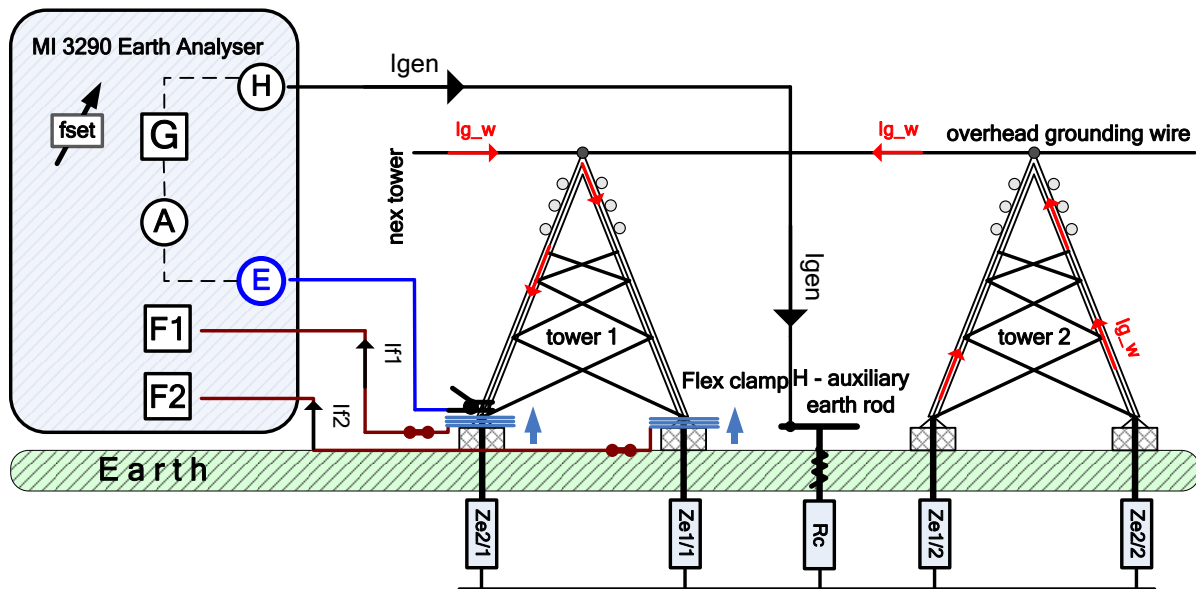 MI 3290 Earth Analyser
H
fset
G
A
E
F1
F2
Igen
Ig_w
Ig_w
overhead grounding wire
nex tower
Igen
If1
If2
tower 1
Flex clamp
H - auxiliary
earth rod
tower 2
Ig_w
Earth
Ze2/1
Ze1/1
Rc
Ze1/2
Ze2/2